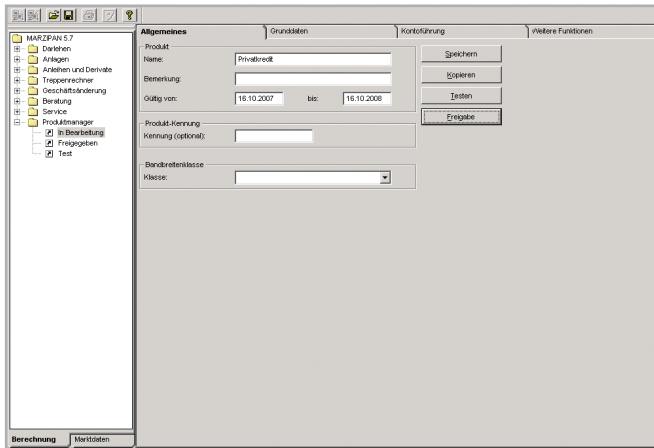 MARZIPAN 5.7
Darlehen
Anlagen
Anleihen und Derivate
Treppenrechner
Geschäftsänderung
Beratung
Service
Produktmanager
In Bearbeitung
Freigegeben
Test
Berechnung Marktdaten
Allgemeines Grunddaten Kontoführung Weitere Funktionen
Produkt
Name: Privatkredit
Bemerkung:
Gültig von: 16.10.2007 bis: 16.10.2008
Produkt-Kennung
Kennung (optional):
Bandbreitenklasse
Klasse:
Speichern
Kopieren
Testen
Freigabe